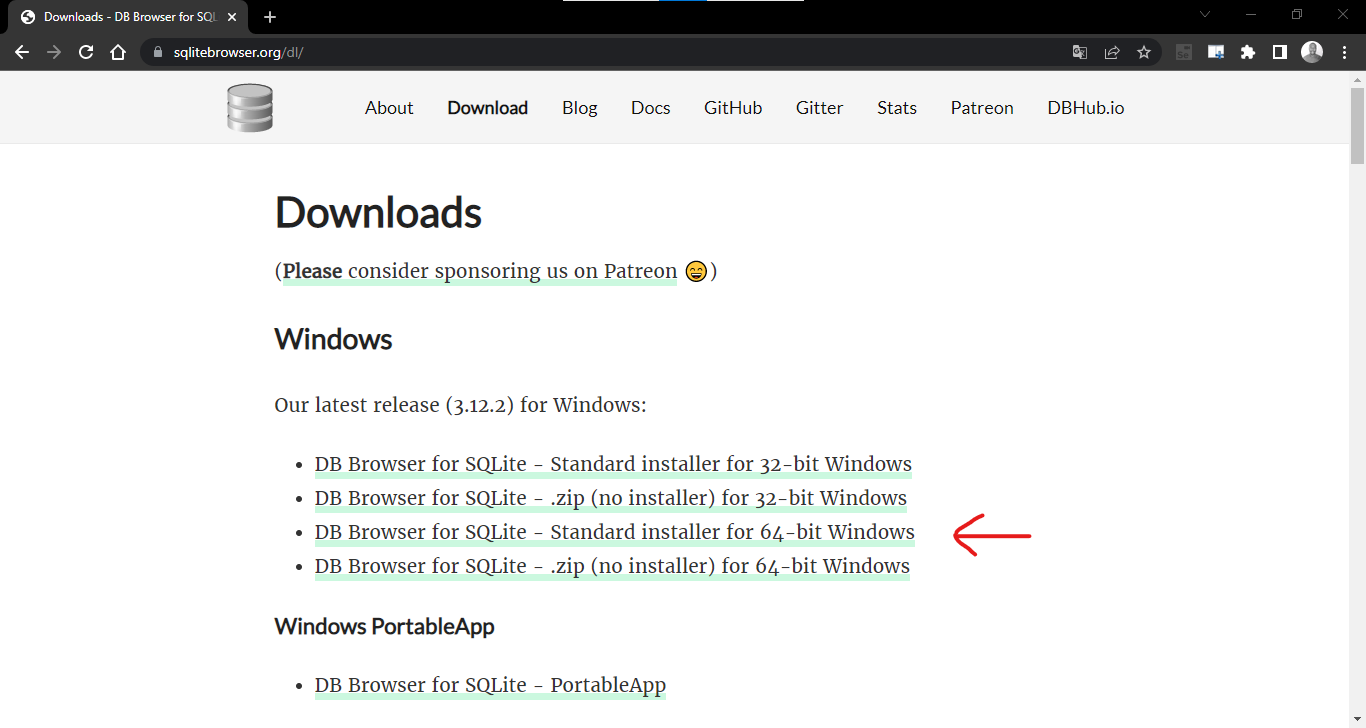 Downloads - DB Browser for SQL
sqlitebrowser.org/dl/
About Download Blog Docs GitHub Gitter Stats Patreon DBHub.io
Downloads
(Please consider sponsoring us on Patreon 😄)
Windows
Our latest release (3.12.2) for Windows:
• DB Browser for SQLite - Standard installer for 32-bit Windows
• DB Browser for SQLite - .zip (no installer) for 32-bit Windows
• DB Browser for SQLite - Standard installer for 64-bit Windows
• DB Browser for SQLite - .zip (no installer) for 64-bit Windows
Windows PortableApp
• DB Browser for SQLite - PortableApp